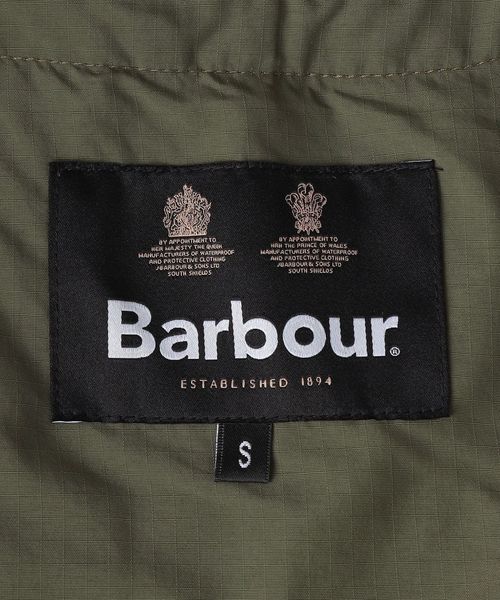 BY APPOINTMENT TO
HER MAJESTY THE QUEEN
MANUFACTURERS OF WATERPROOF
AND PROTECTIVE CLOTHING
J BARBOUR & SONS LTD
SOUTH SHIELDS
BY APPOINTMENT TO
HRH THE PRINCE OF WALES
MANUFACTURERS OF WATERPROOF
AND PROTECTIVE CLOTHING
J BARBOUR & SONS LTD
SOUTH SHIELDS
Barbour®
ESTABLISHED 1894
S